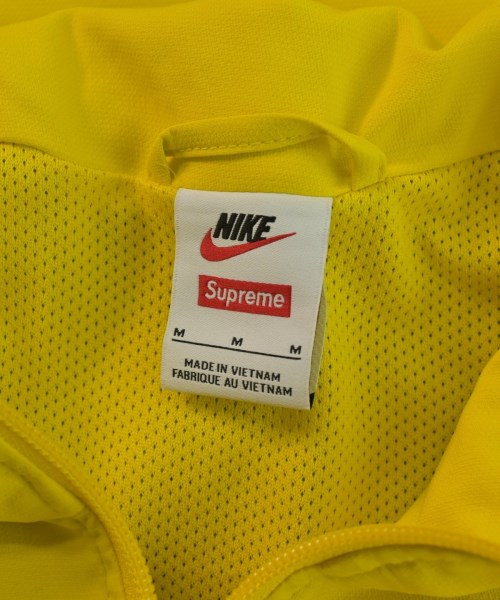 NIKE
Supreme
M M M
MADE IN VIETNAM
FABRIQUE AU VIETNAM